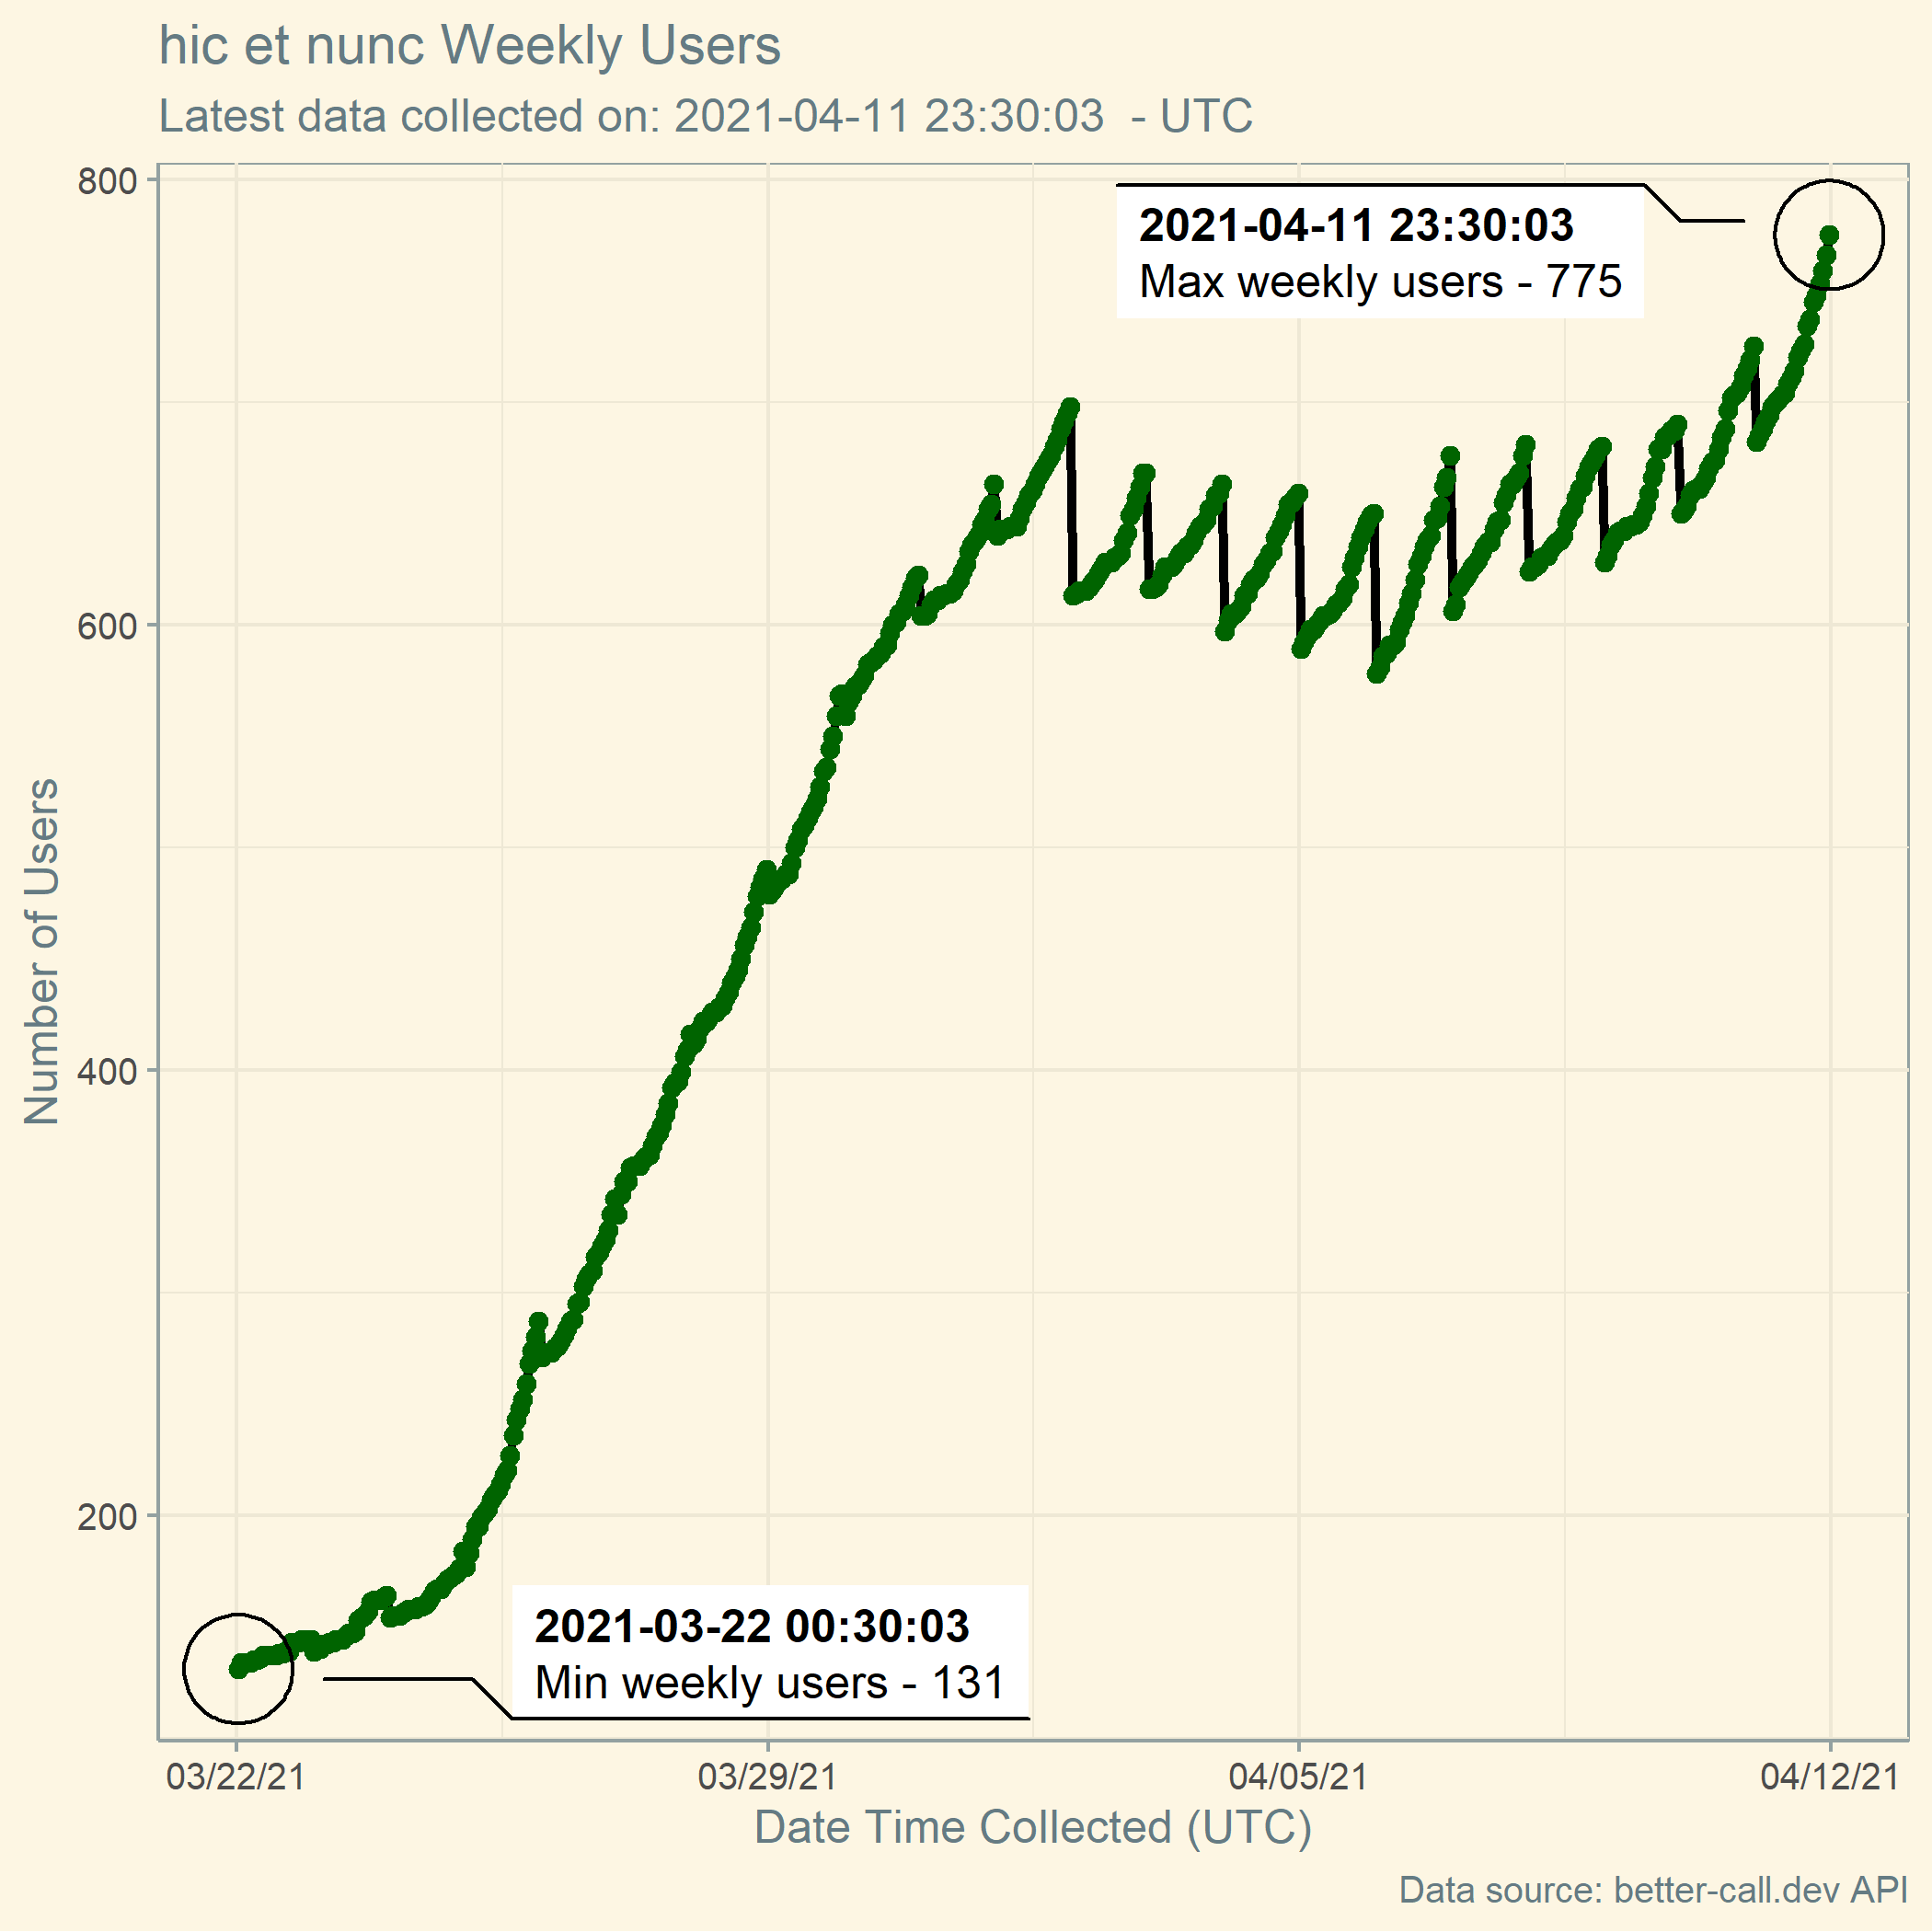 hic et nunc Weekly Users
Latest data collected on: 2021-04-11 23:30:03  - UTC
800
600
400
200
Number of Users
2021-04-11 23:30:03
Max weekly users - 775
2021-03-22 00:30:03
Min weekly users - 131
03/22/21
03/29/21
04/05/21
04/12/21
Date Time Collected (UTC)
Data source: better-call.dev API